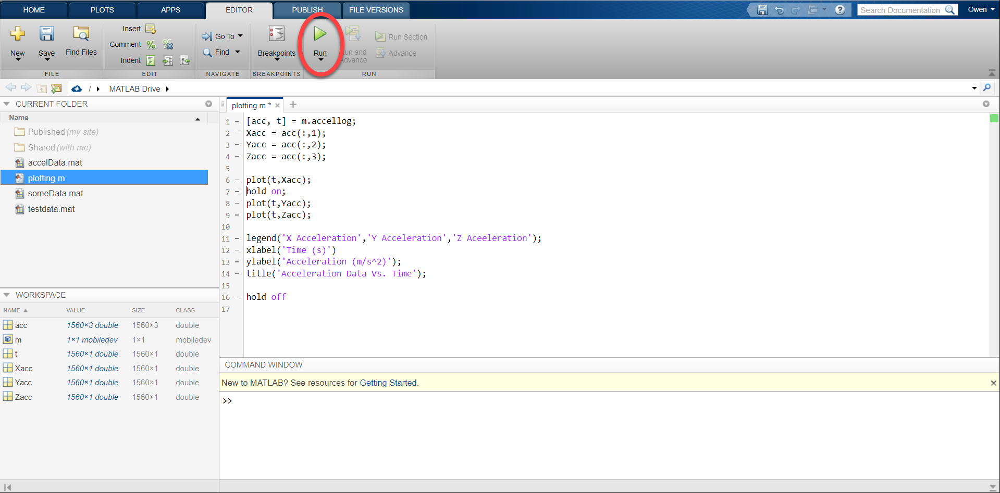 HOME PLOTS APPS EDITOR PUBLISH FILE VERSIONS Search Documentation Owen
New Save Find Files Insert Comment Indent Go To Find Breakpoints Run Run Section Advance
Advance
FILE EDIT NAVIGATE BREAKPOINTS RUN
/ MATLAB Drive
CURRENT FOLDER
Name
Published (my site)
Shared (with me)
accelData.mat
plotting.m
someData.mat
testdata.mat
WORKSPACE
NAME VALUE SIZE CLASS
acc 1560×3 double 1560×3 double
m 1×1 mobiledev 1×1 mobiledev
t 1560×1 double 1560×1 double
Xacc 1560×1 double 1560×1 double
Yacc 1560×1 double 1560×1 double
Zacc 1560×1 double 1560×1 double
plotting.m *
1 – [acc, t] = m.accellog;
2 – Xacc = acc(:,1);
3 – Yacc = acc(:,2);
4 – Zacc = acc(:,3);
5
6 – plot(t,Xacc);
7 – hold on;
8 – plot(t,Yacc);
9 – plot(t,Zacc);
10
11 – legend('X Acceleration','Y Acceleration','Z Aceeleration');
12 – xlabel('Time (s)')
13 – ylabel('Acceleration (m/s^2)');
14 – title('Acceleration Data Vs. Time');
15
16 – hold off
17
COMMAND WINDOW
New to MATLAB? See resources for Getting Started.
>>